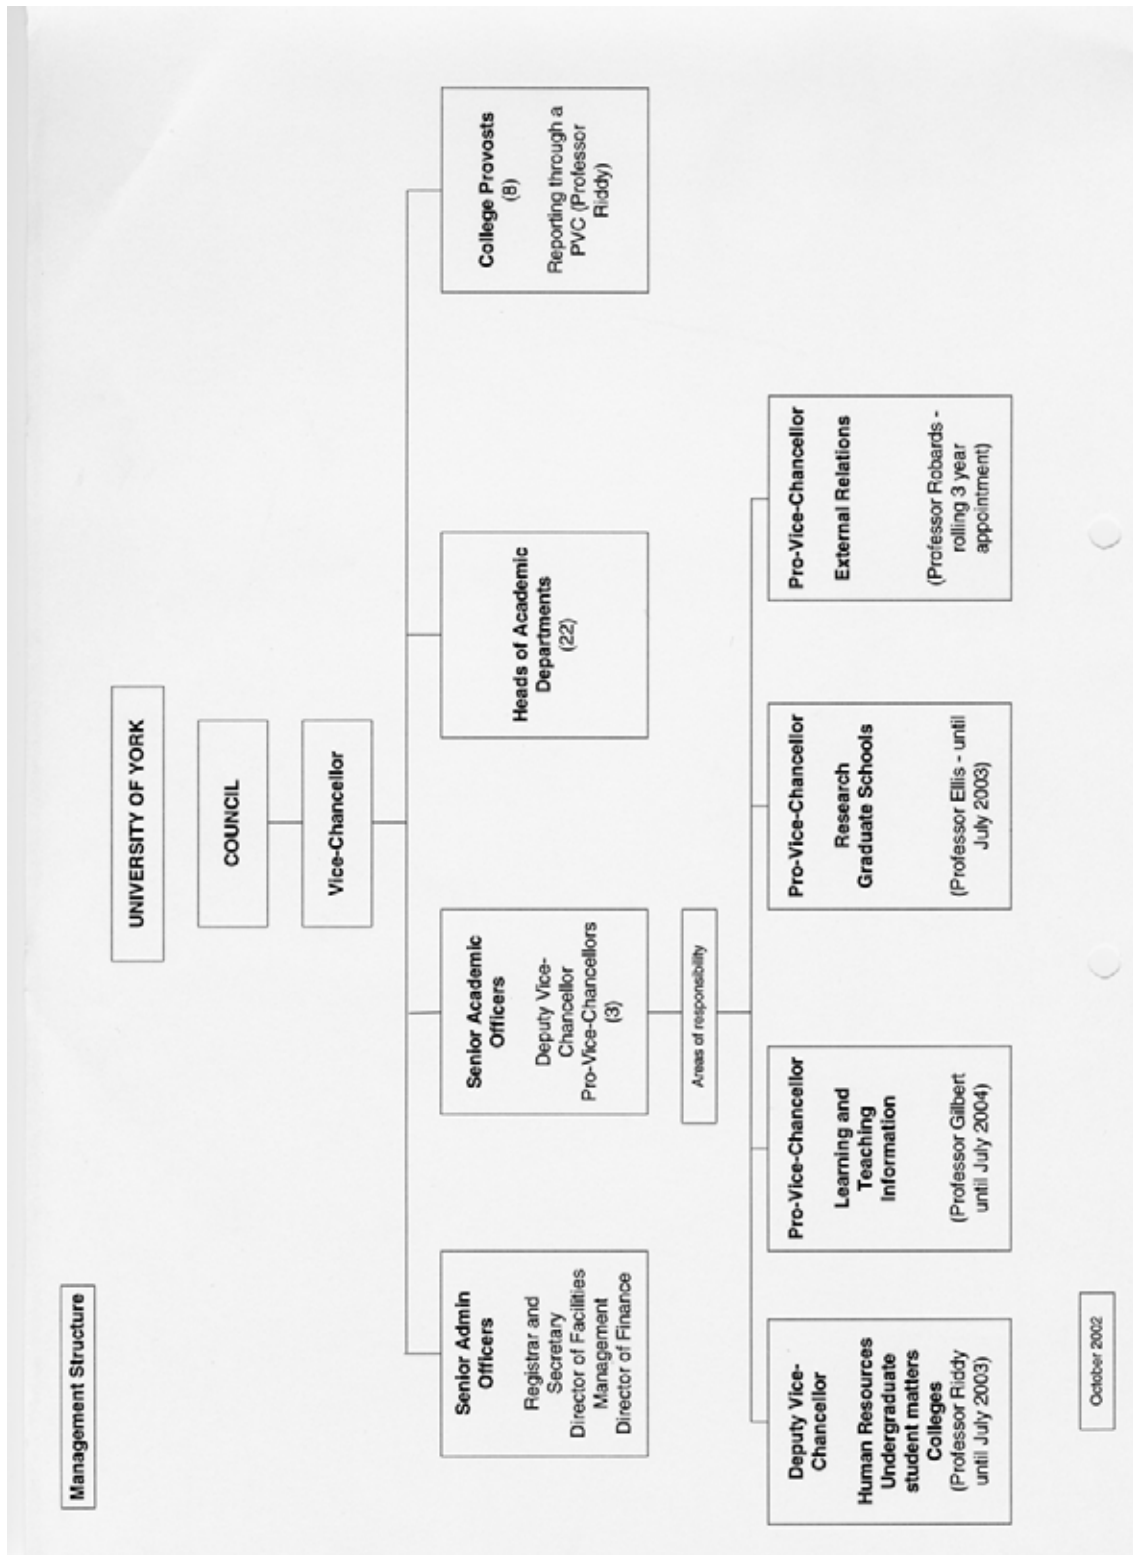 Management Structure
UNIVERSITY OF YORK
COUNCIL
Vice-Chancellor
Senior Admin
Officers
Registrar and
Secretary
Director of Facilities
Management
Director of Finance
Senior Academic
Officers
Deputy Vice-
Chancellor
Pro-Vice-Chancellors
(3)
Heads of Academic
Departments
(22)
College Provosts
(8)
Reporting through a
PVC (Professor
Riddy)
Areas of responsibility
Deputy Vice-
Chancellor
Human Resources
Undergraduate
student matters
Colleges
(Professor Riddy
until July 2003)
Pro-Vice-Chancellor
Learning and
Teaching
Information
(Professor Gilbert
until July 2004)
Pro-Vice-Chancellor
Research
Graduate Schools
(Professor Ellis - until
July 2003)
Pro-Vice-Chancellor
External Relations
(Professor Robards -
rolling 3 year
appointment)
October 2002